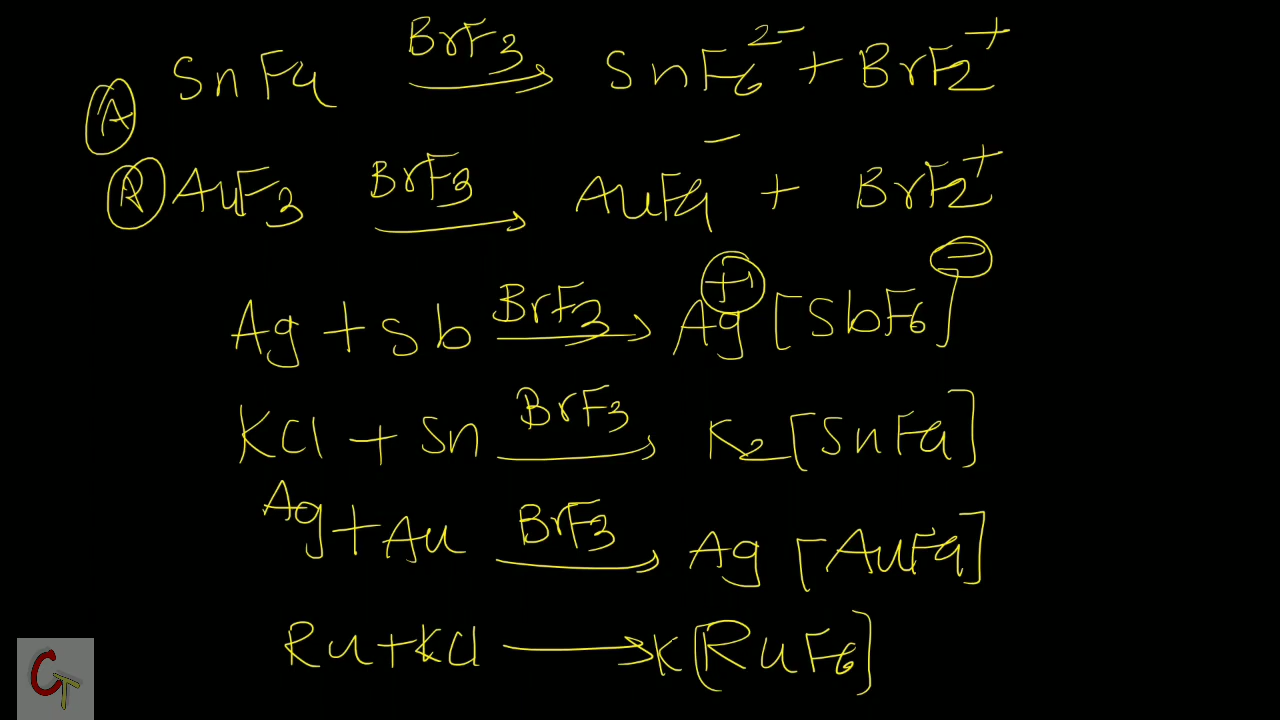 SnF4 BrF3 → SnF6 2- + BrF2+
A
R AuF3 BrF3 → AuF4- + BrF2+
Ag + Sb BrF3 → Ag+ [SbF6]-
KCl + Sn BrF3 → K2[SnF4]
Ag + Au BrF3 → Ag [AuF4]
Ru + KCl → K[RuF6]
CT